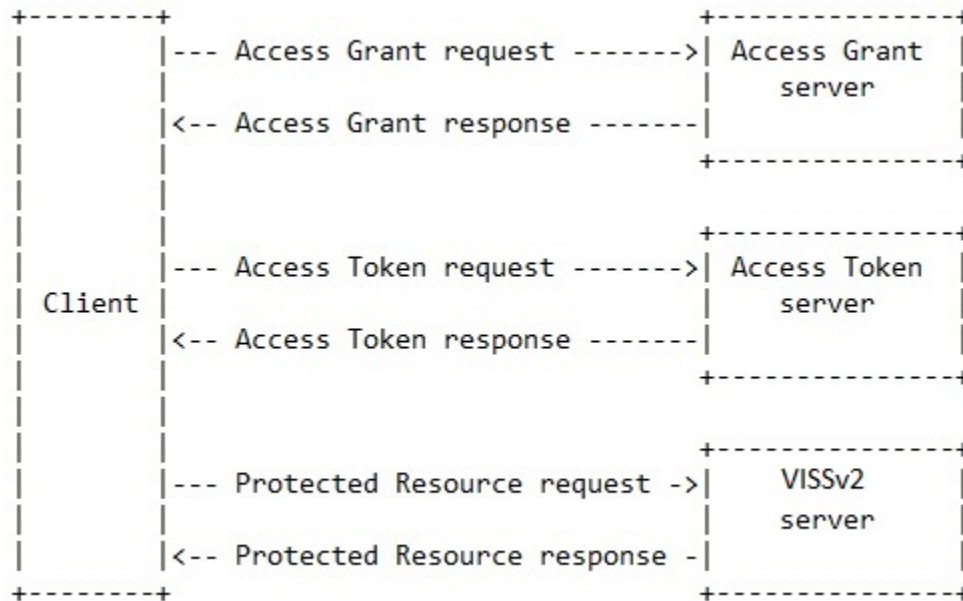 --- Access Grant request ------->| Access Grant
server
<-- Access Grant response -------
--- Access Token request ------->| Access Token
Client server
<-- Access Token response -------
--- Protected Resource request ->| VISSv2
server
<-- Protected Resource response -